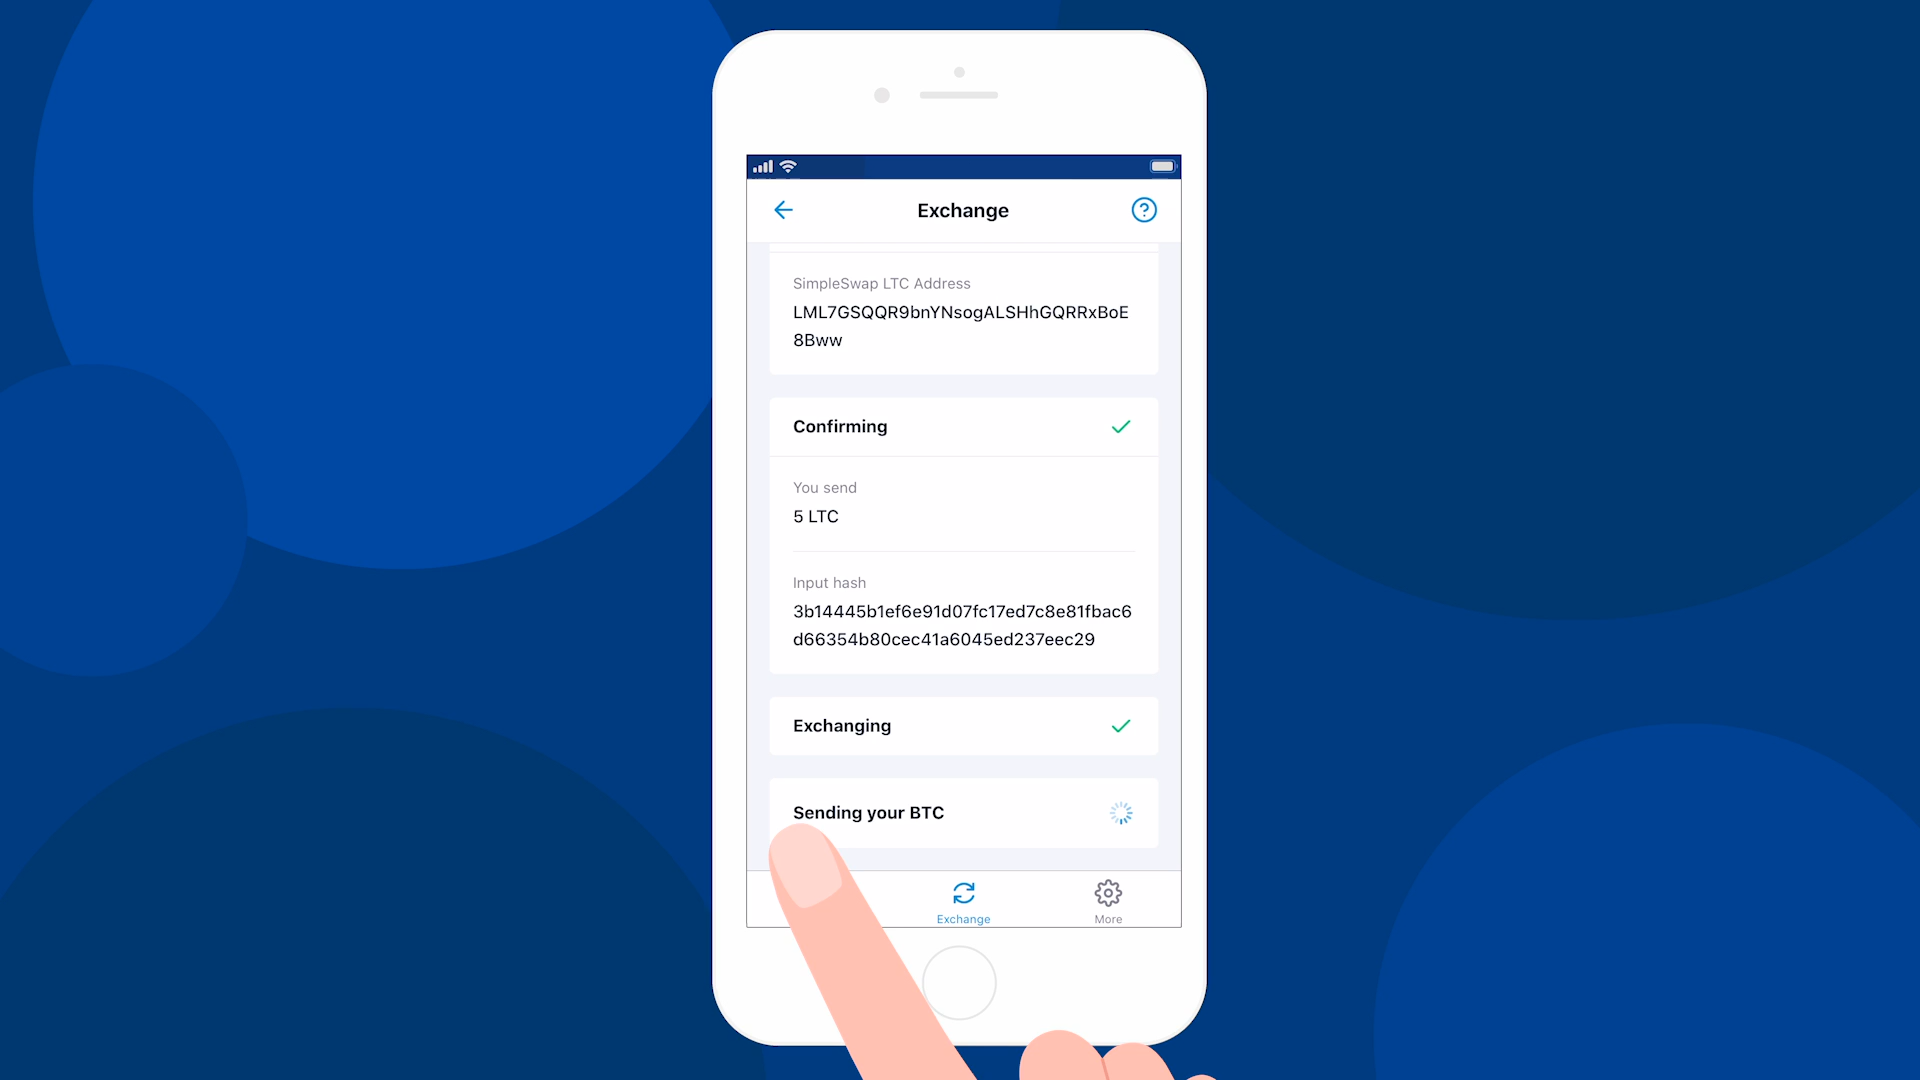 Exchange
SimpleSwap LTC Address
LML7GSQQR9bnYNsogALSHhGQRRxBoE
8Bww
Confirming
You send
5 LTC
Input hash
3b14445b1ef6e91d07fc17ed7c8e81fbac6
d66354b80cec41a6045ed237eec29
Exchanging
Sending your BTC
Exchange
More